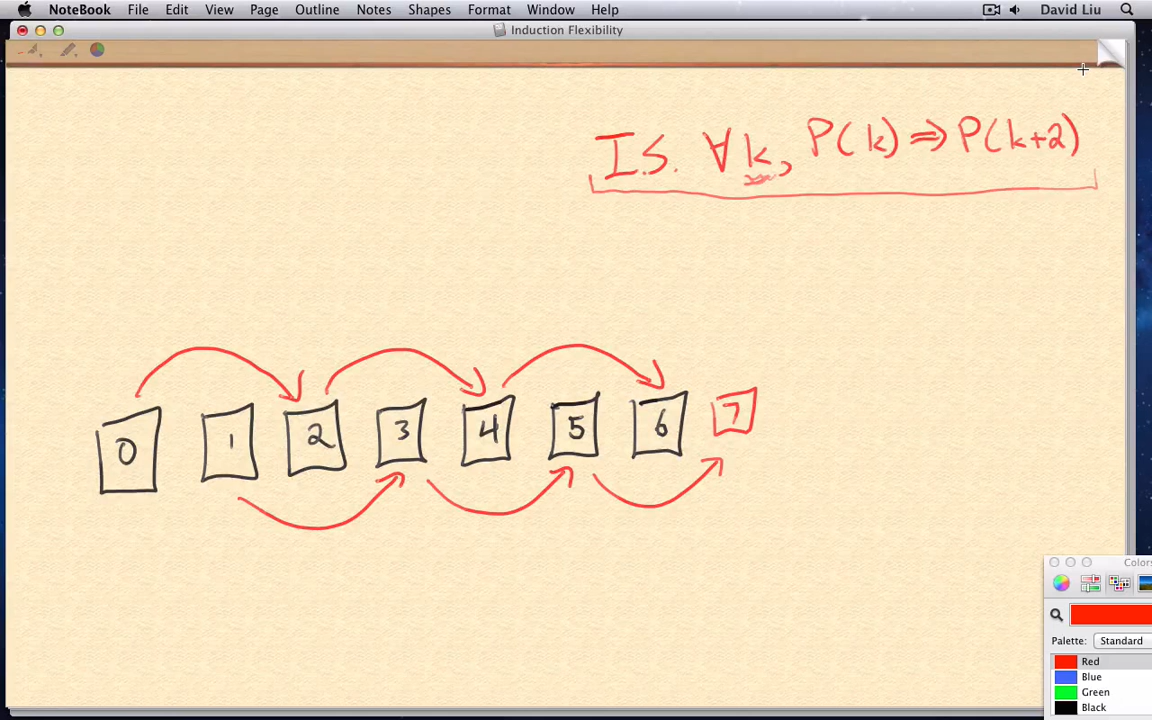 NoteBook File Edit View Page Outline Notes Shapes Format Window Help David Liu
Induction Flexibility
I.S. ∀k, P(k) ⇒ P(k+2)
0 1 2 3 4 5 6 7
Colors
Palette: Standard
Red
Blue
Green
Black